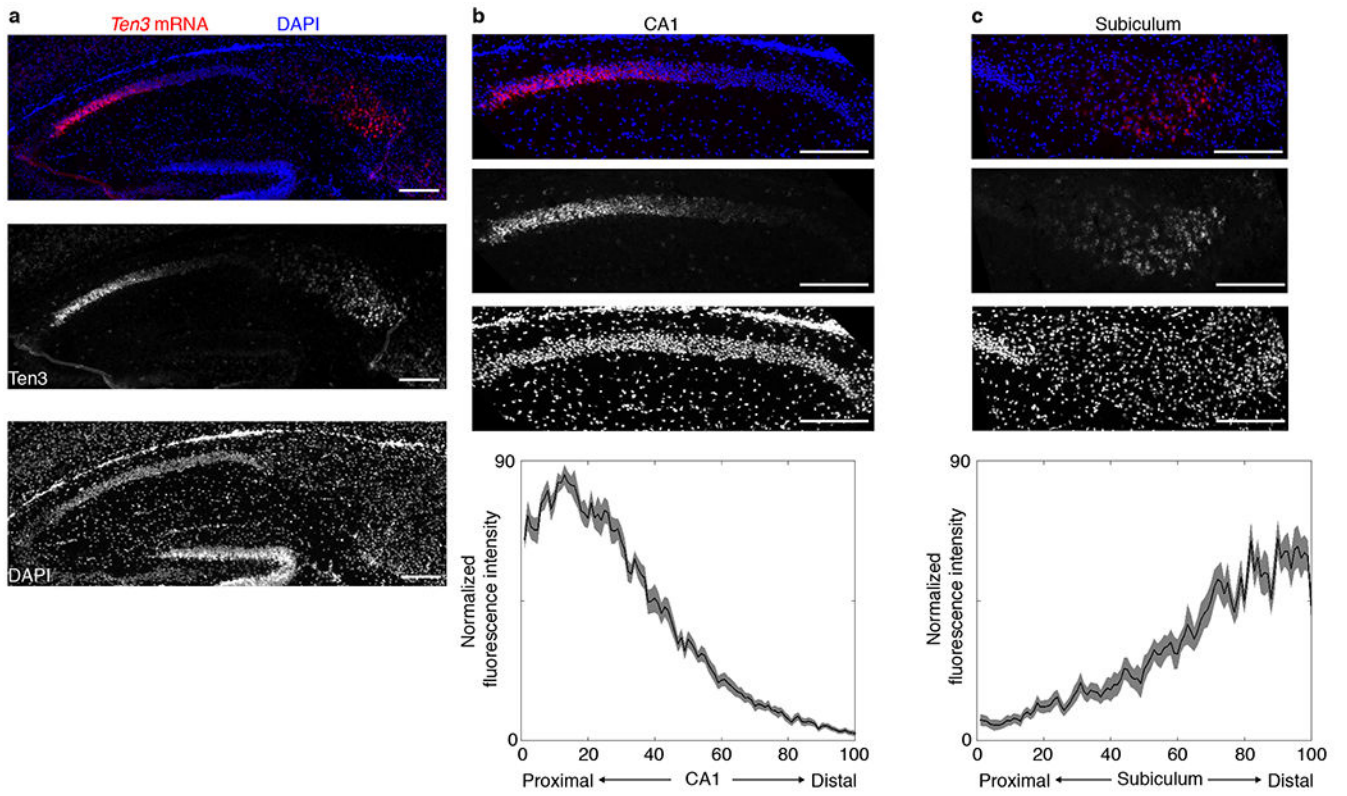 a
Ten3 mRNA DAPI
Ten3
DAPI
b
CA1
90
0
Normalized
fluorescence intensity
0 20 40 60 80 100
Proximal ← CA1 → Distal
c
Subiculum
90
0
Normalized
fluorescence intensity
0 20 40 60 80 100
Proximal ← Subiculum → Distal